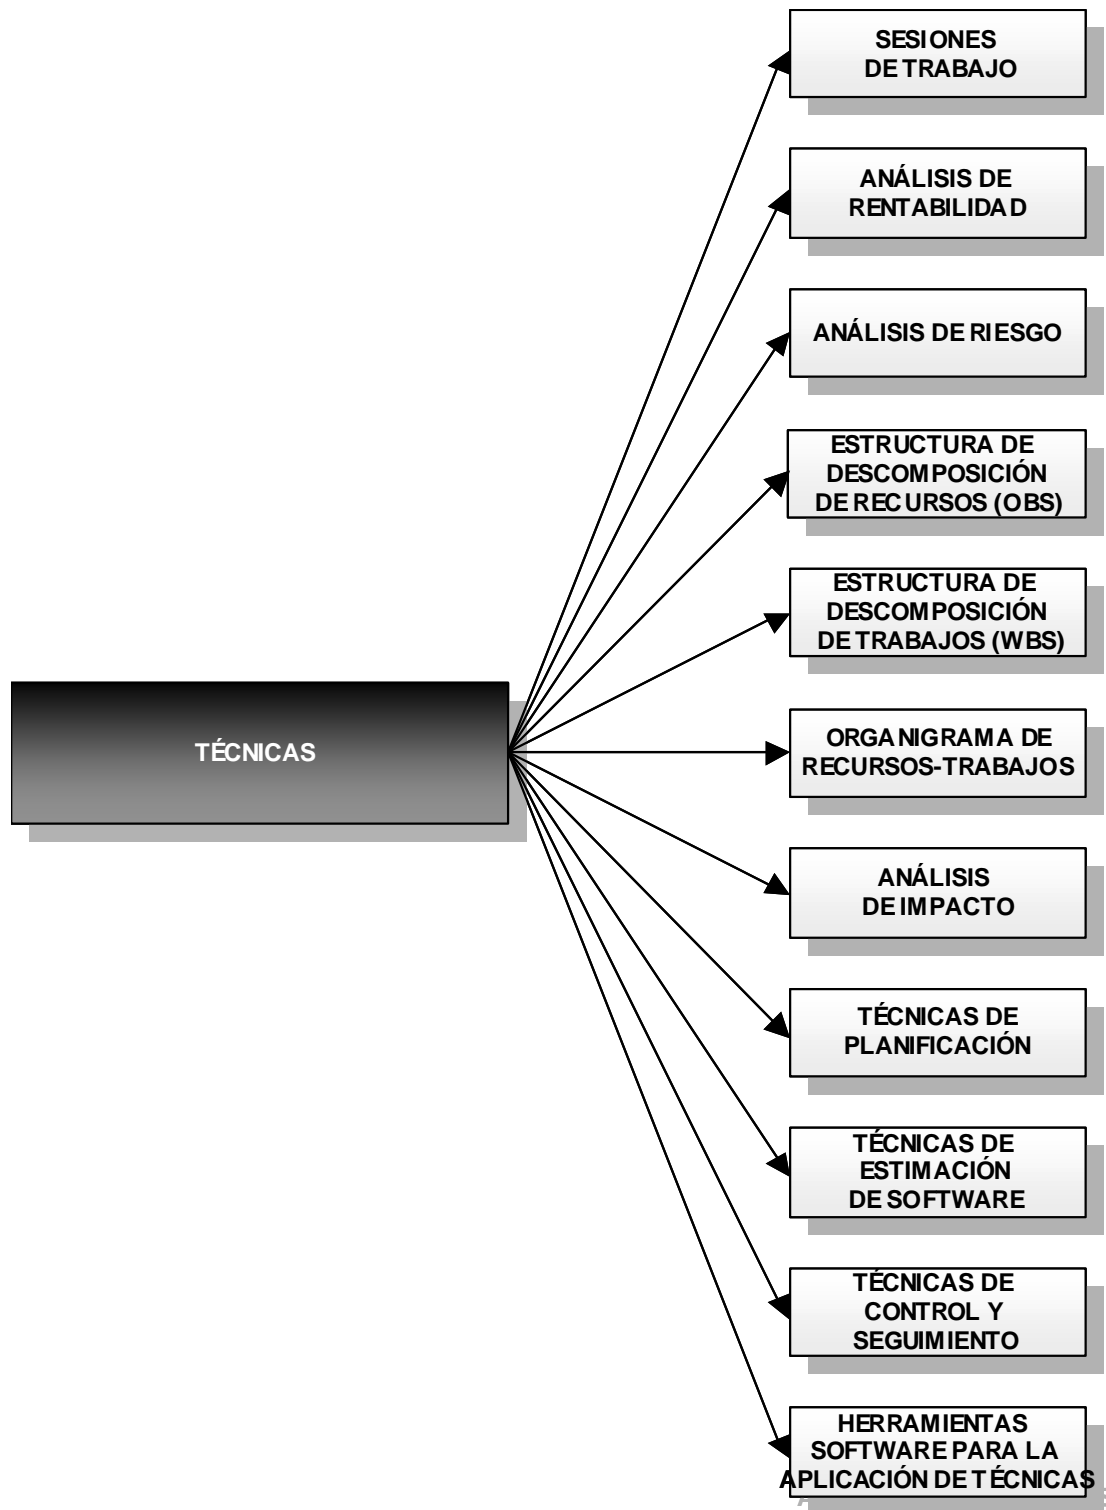 SESIONES
DE TRABAJO
ANÁLISIS DE
RENTABILIDAD
ANÁLISIS DE RIESGO
ESTRUCTURA DE
DESCOMPOSICIÓN
DE RECURSOS (OBS)
ESTRUCTURA DE
DESCOMPOSICIÓN
DE TRABAJOS (WBS)
TÉCNICAS
ORGANIGRAMA DE
RECURSOS-TRABAJOS
ANÁLISIS
DE IMPACTO
TÉCNICAS DE
PLANIFICACIÓN
TÉCNICAS DE
ESTIMACIÓN
DE SOFTWARE
TÉCNICAS DE
CONTROL Y
SEGUIMIENTO
HERRAMIENTAS
SOFTWARE PARA LA
APLICACIÓN DE TÉCNICAS